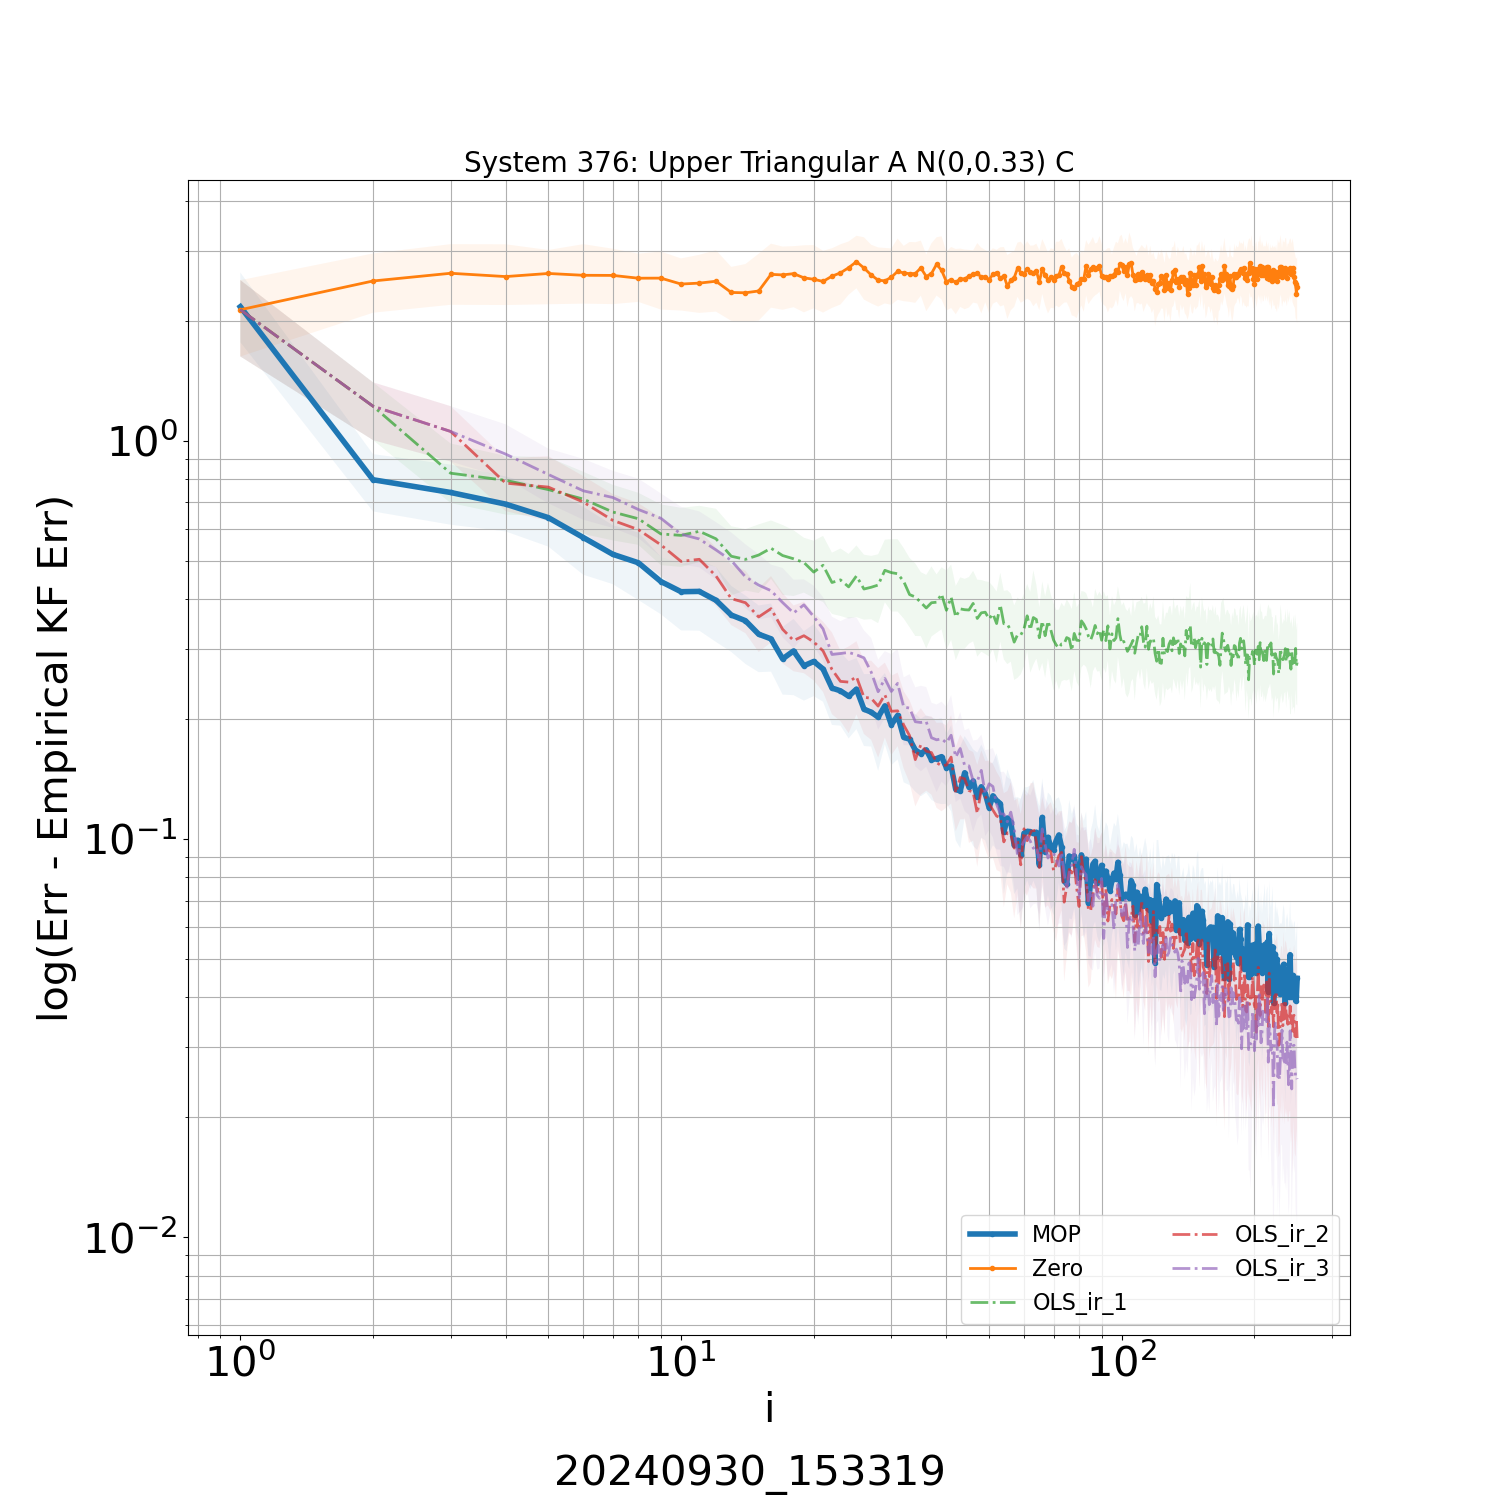 System 376: Upper Triangular A N(0,0.33) C
log(Err - Empirical KF Err)
10^0
10^-1
10^-2
MOP
Zero
OLS_ir_1
OLS_ir_2
OLS_ir_3
10^0 10^1 10^2
i
20240930_153319